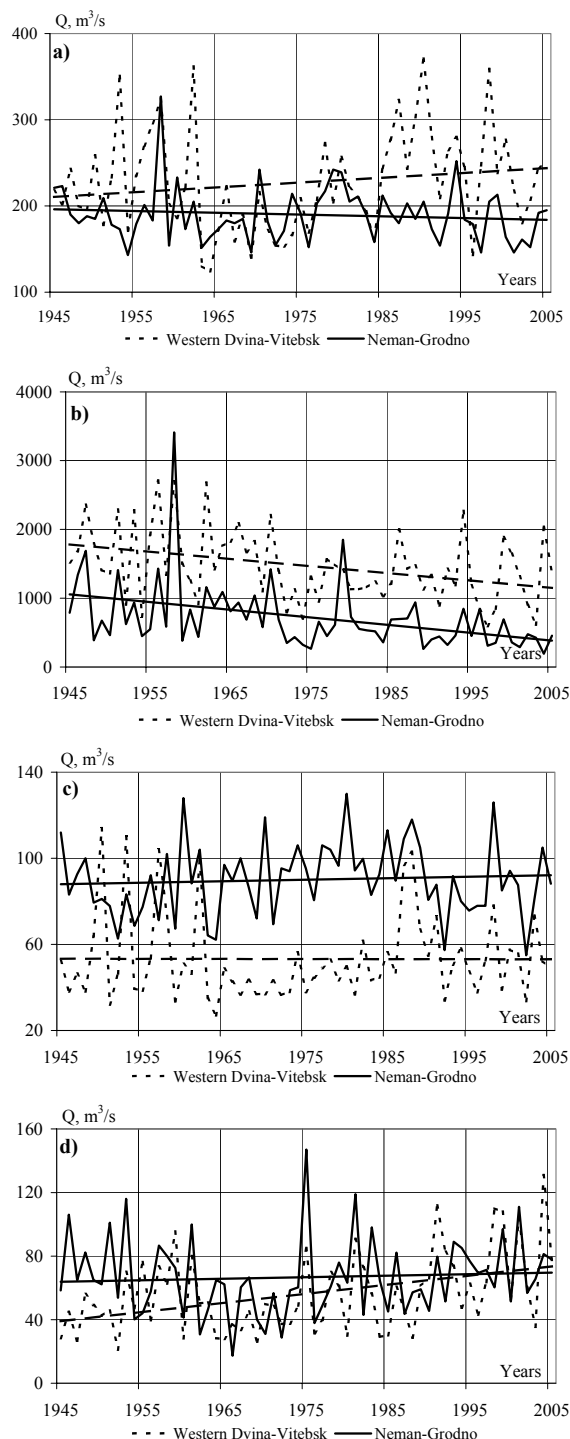 Q, m³/s
a)
400
300
200
100
Years
1945 1955 1965 1975 1985 1995 2005
Western Dvina-Vitebsk Neman-Grodno
Q, m³/s
b)
4000
3000
2000
1000
0
Years
1945 1955 1965 1975 1985 1995 2005
Western Dvina-Vitebsk Neman-Grodno
Q, m³/s
c)
140
100
60
20
Years
1945 1955 1965 1975 1985 1995 2005
Western Dvina-Vitebsk Neman-Grodno
Q, m³/s
d)
160
120
80
40
0
Years
1945 1955 1965 1975 1985 1995 2005
Western Dvina-Vitebsk Neman-Grodno